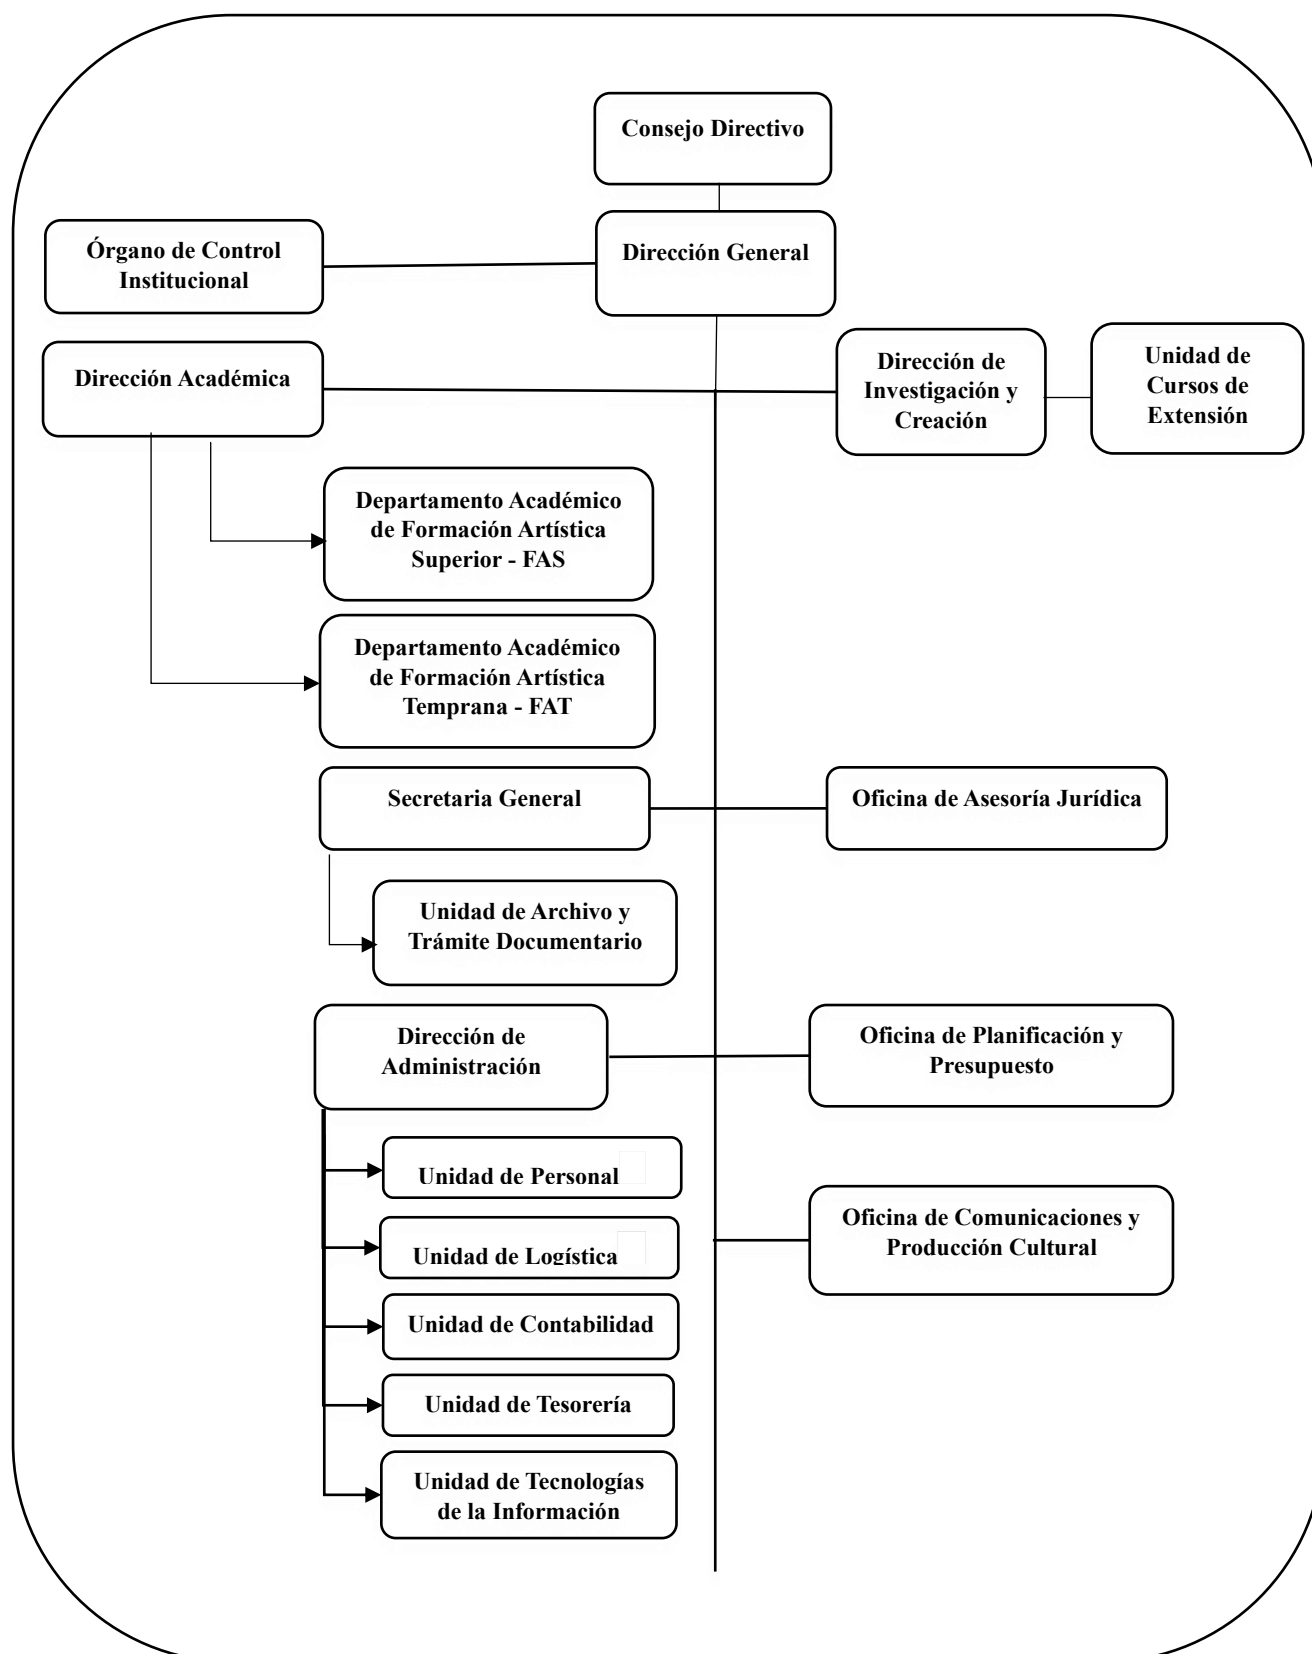 Consejo Directivo
Órgano de Control
Institucional
Dirección General
Dirección Académica
Dirección de
Investigación y
Creación
Unidad de
Cursos de
Extensión
Departamento Académico
de Formación Artística
Superior - FAS
Departamento Académico
de Formación Artística
Temprana - FAT
Secretaria General
Oficina de Asesoría Jurídica
Unidad de Archivo y
Trámite Documentario
Dirección de
Administración
Oficina de Planificación y
Presupuesto
Unidad de Personal
Unidad de Logística
Oficina de Comunicaciones y
Producción Cultural
Unidad de Contabilidad
Unidad de Tesorería
Unidad de Tecnologías
de la Información